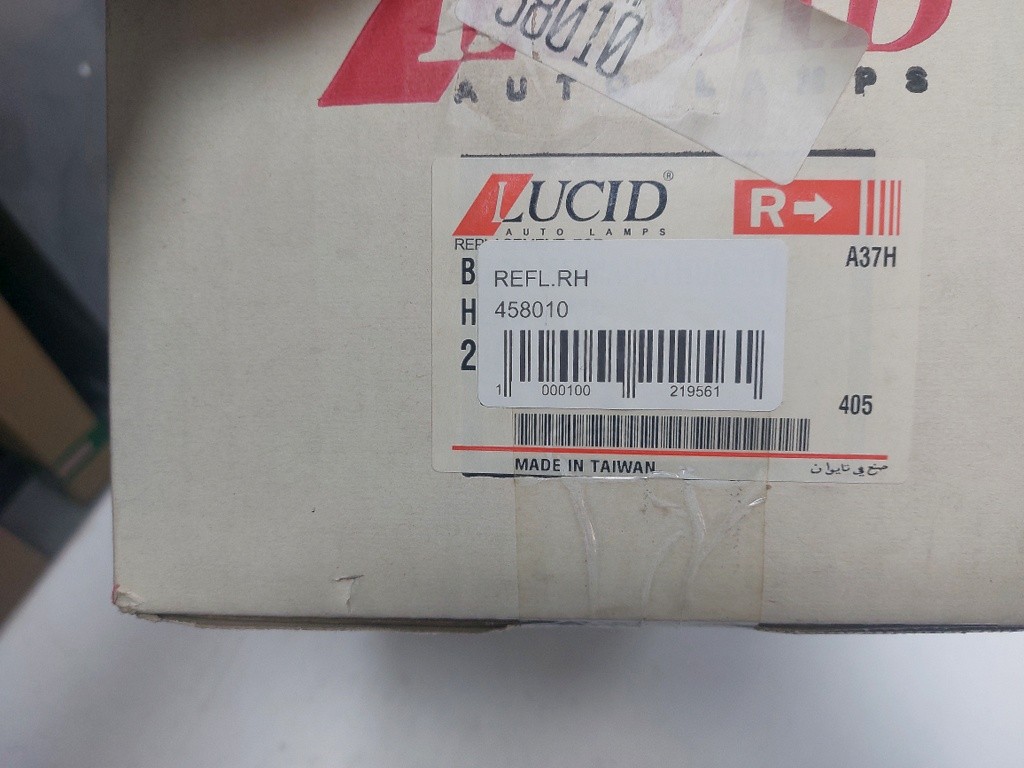 58010
AUTO LAMPS
LUCID®
AUTO LAMPS
R
A37H
B
H
2
REFL.RH
458010
1 000100 219561
405
MADE IN TAIWAN
صنع في تايوان